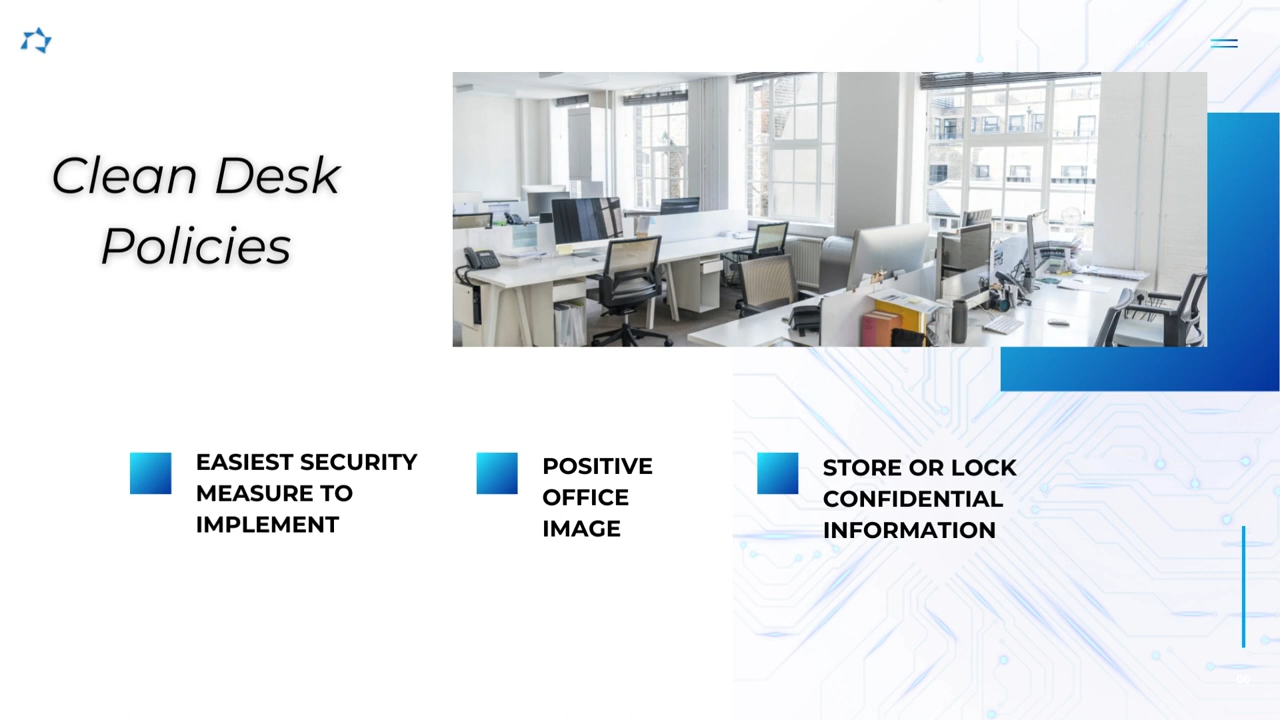 Clean Desk
Policies
EASIEST SECURITY
MEASURE TO
IMPLEMENT
POSITIVE
OFFICE
IMAGE
STORE OR LOCK
CONFIDENTIAL
INFORMATION